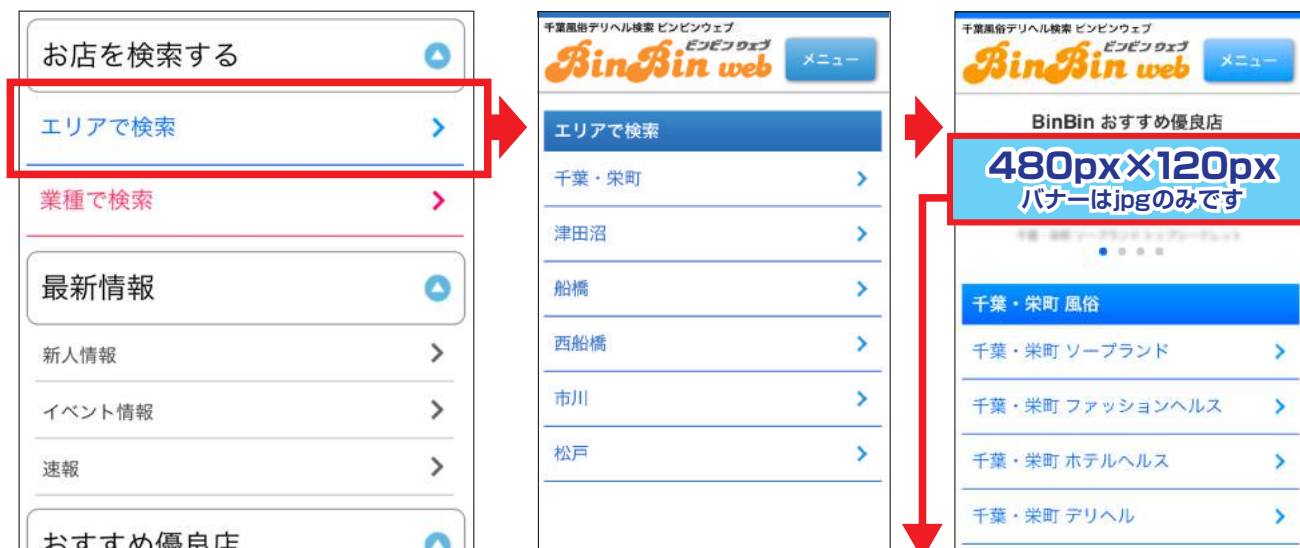 お店を検索する
エリアで検索
業種で検索
最新情報
新人情報
イベント情報
速報
おすすめ優良店
千葉風俗デリヘル検索 ビンビンウェブ
ビンビンウェブ
BinBin web
メニュー
エリアで検索
千葉・栄町
津田沼
船橋
西船橋
市川
松戸
千葉風俗デリヘル検索 ビンビンウェブ
ビンビンウェブ
BinBin web
メニュー
BinBin おすすめ優良店
480px×120px
バナーはjpgのみです
千葉・栄町 風俗
千葉・栄町 ソープランド
千葉・栄町 ファッションヘルス
千葉・栄町 ホテルヘルス
千葉・栄町 デリヘル